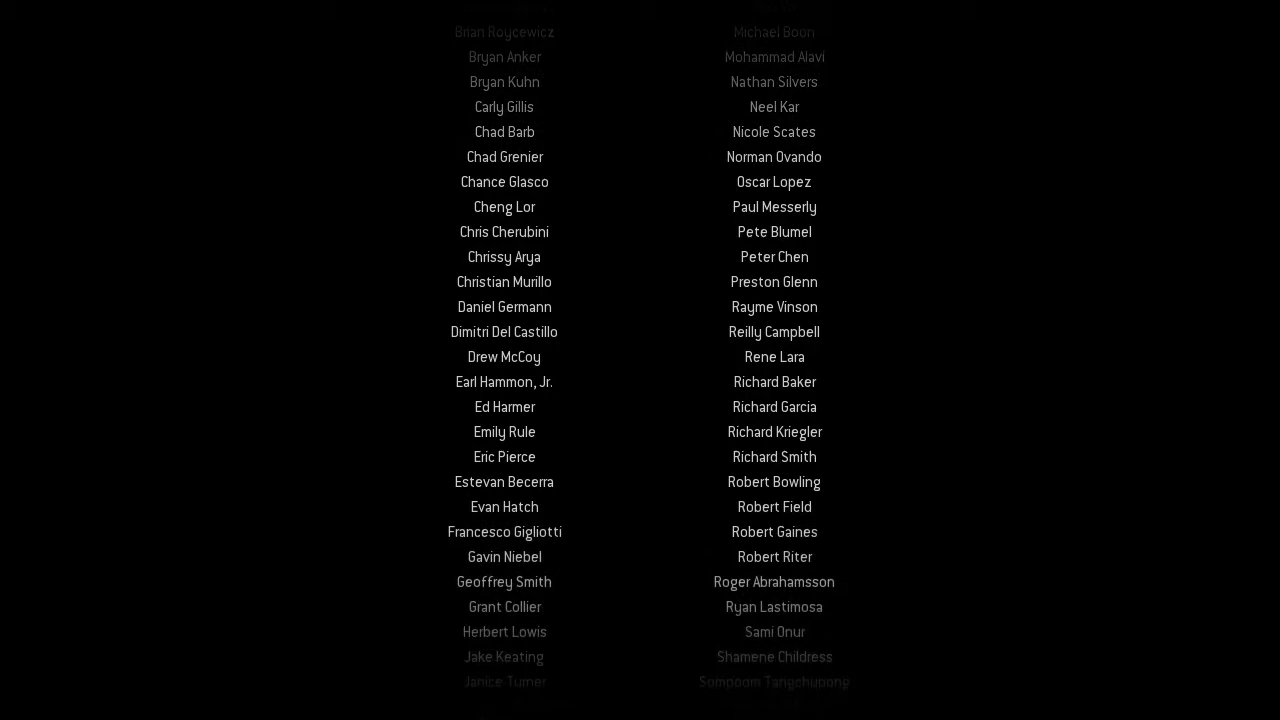 Brian Roycewicz
Bryan Anker
Bryan Kuhn
Carly Gillis
Chad Barb
Chad Grenier
Chance Glasco
Cheng Lor
Chris Cherubini
Chrissy Arya
Christian Murillo
Daniel Germann
Dimitri Del Castillo
Drew McCoy
Earl Hammon, Jr.
Ed Harmer
Emily Rule
Eric Pierce
Estevan Becerra
Evan Hatch
Francesco Gigliotti
Gavin Niebel
Geoffrey Smith
Grant Collier
Herbert Lowis
Jake Keating
Janice Turner
Michael Boon
Mohammad Alavi
Nathan Silvers
Neel Kar
Nicole Scates
Norman Ovando
Oscar Lopez
Paul Messerly
Pete Blumel
Peter Chen
Preston Glenn
Rayme Vinson
Reilly Campbell
Rene Lara
Richard Baker
Richard Garcia
Richard Kriegler
Richard Smith
Robert Bowling
Robert Field
Robert Gaines
Robert Riter
Roger Abrahamsson
Ryan Lastimosa
Sami Onur
Shamene Childress
Sompoom Tangchupong